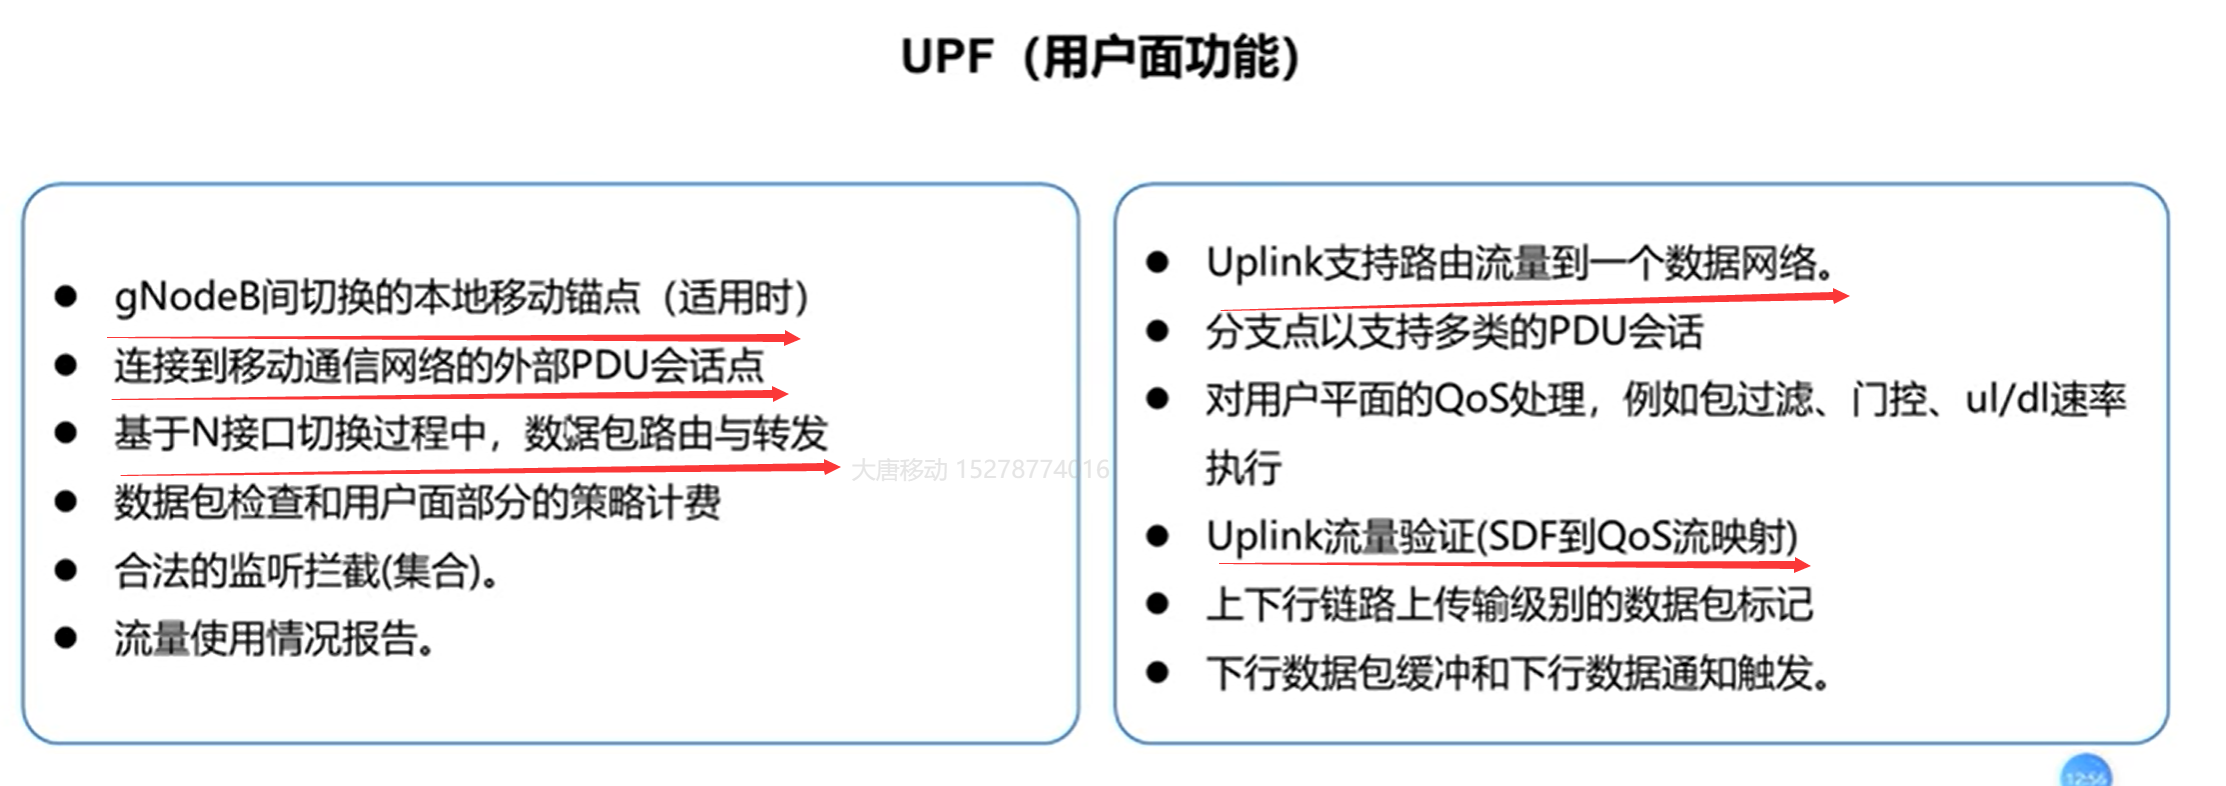 UPF（用户面功能）
gNodeB间切换的本地移动锚点（适用时）
连接到移动通信网络的外部PDU会话点
基于N接口切换过程中，数据包路由与转发
数据包检查和用户面部分的策略计费
合法的监听拦截(集合)。
流量使用情况报告。
大唐移动 15278774016
Uplink支持路由流量到一个数据网络。
分支点以支持多类的PDU会话
对用户平面的QoS处理，例如包过滤、门控、ul/dl速率
执行
Uplink流量验证(SDF到QoS流映射)
上下行链路上传输级别的数据包标记
下行数据包缓冲和下行数据通知触发。
12:56